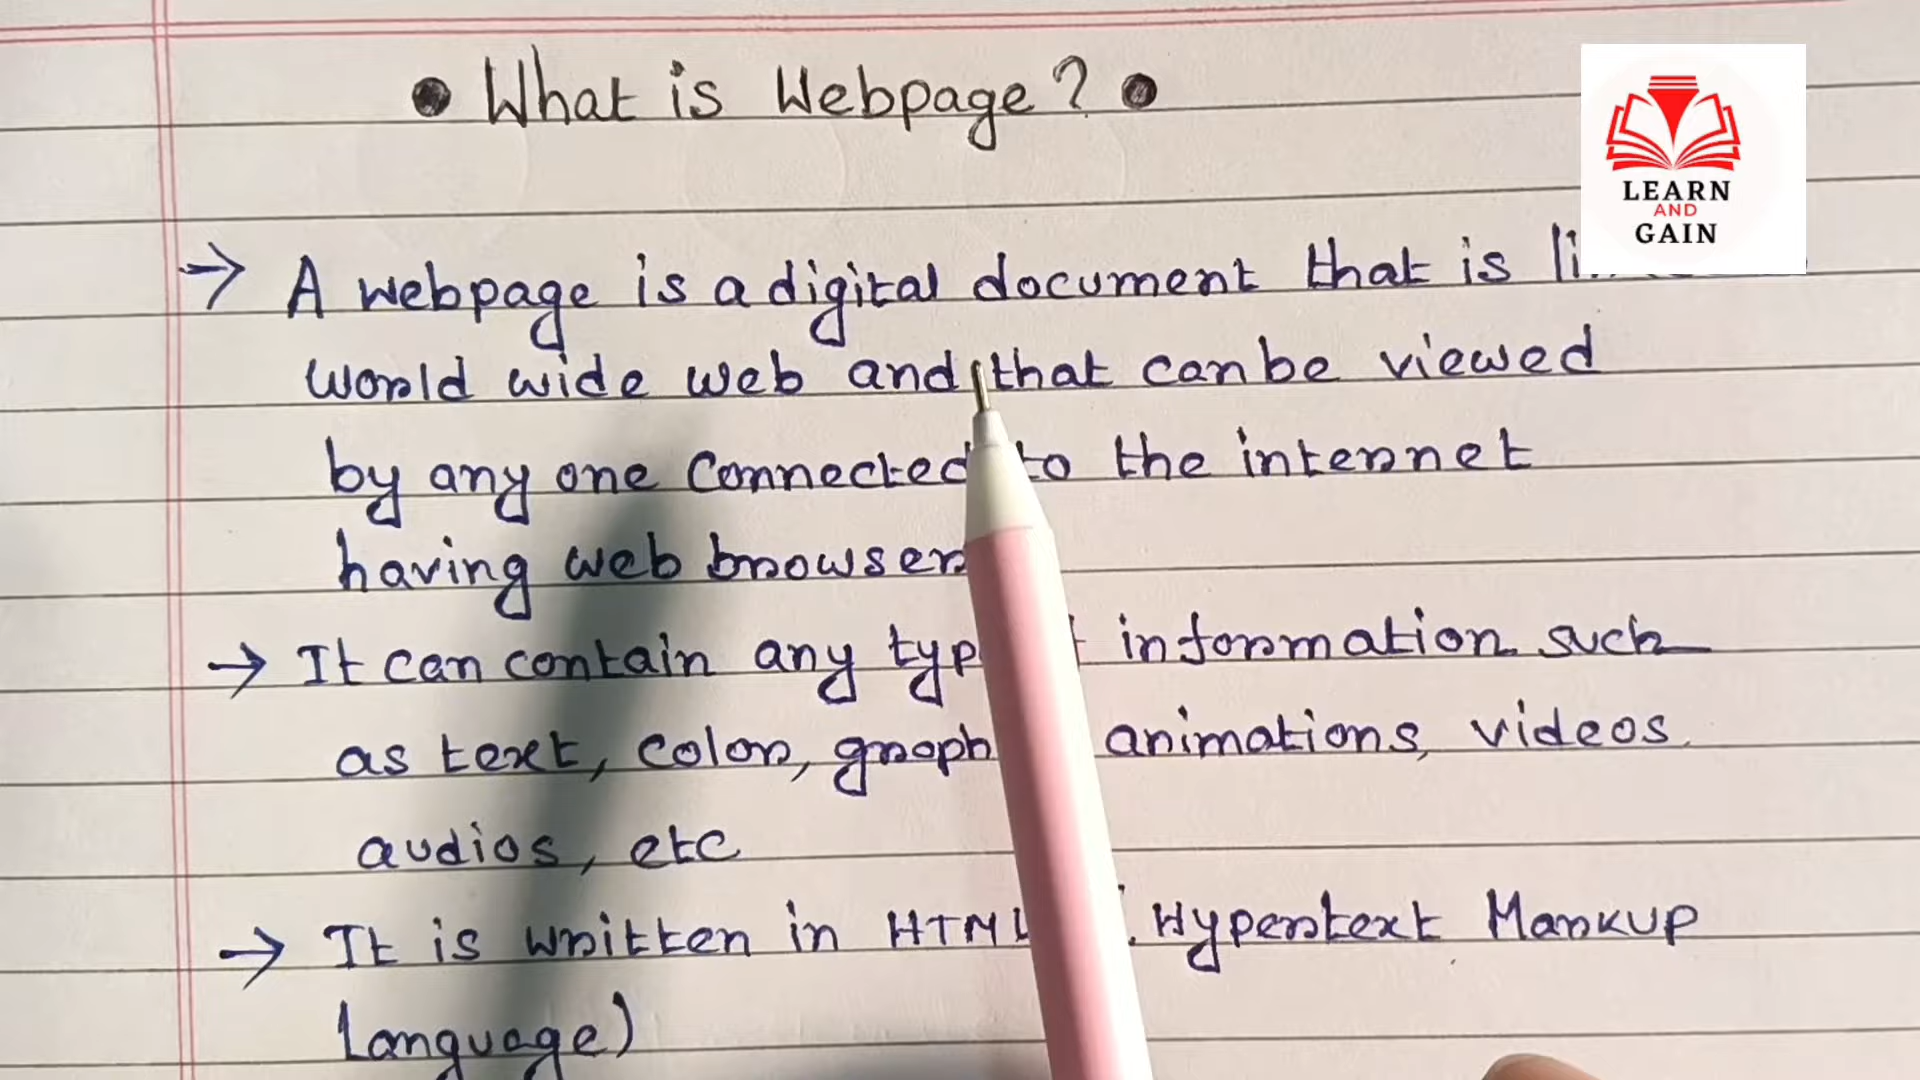 • What is Webpage? •
LEARN
AND
GAIN
→ A webpage is a digital document that is
world wide web and that can be viewed
by any one connected to the internet
having web browser
→ It can contain any information such
as text, color, animations, videos,
audios, etc
→ It is written in HTML Hypertext Markup
Language)